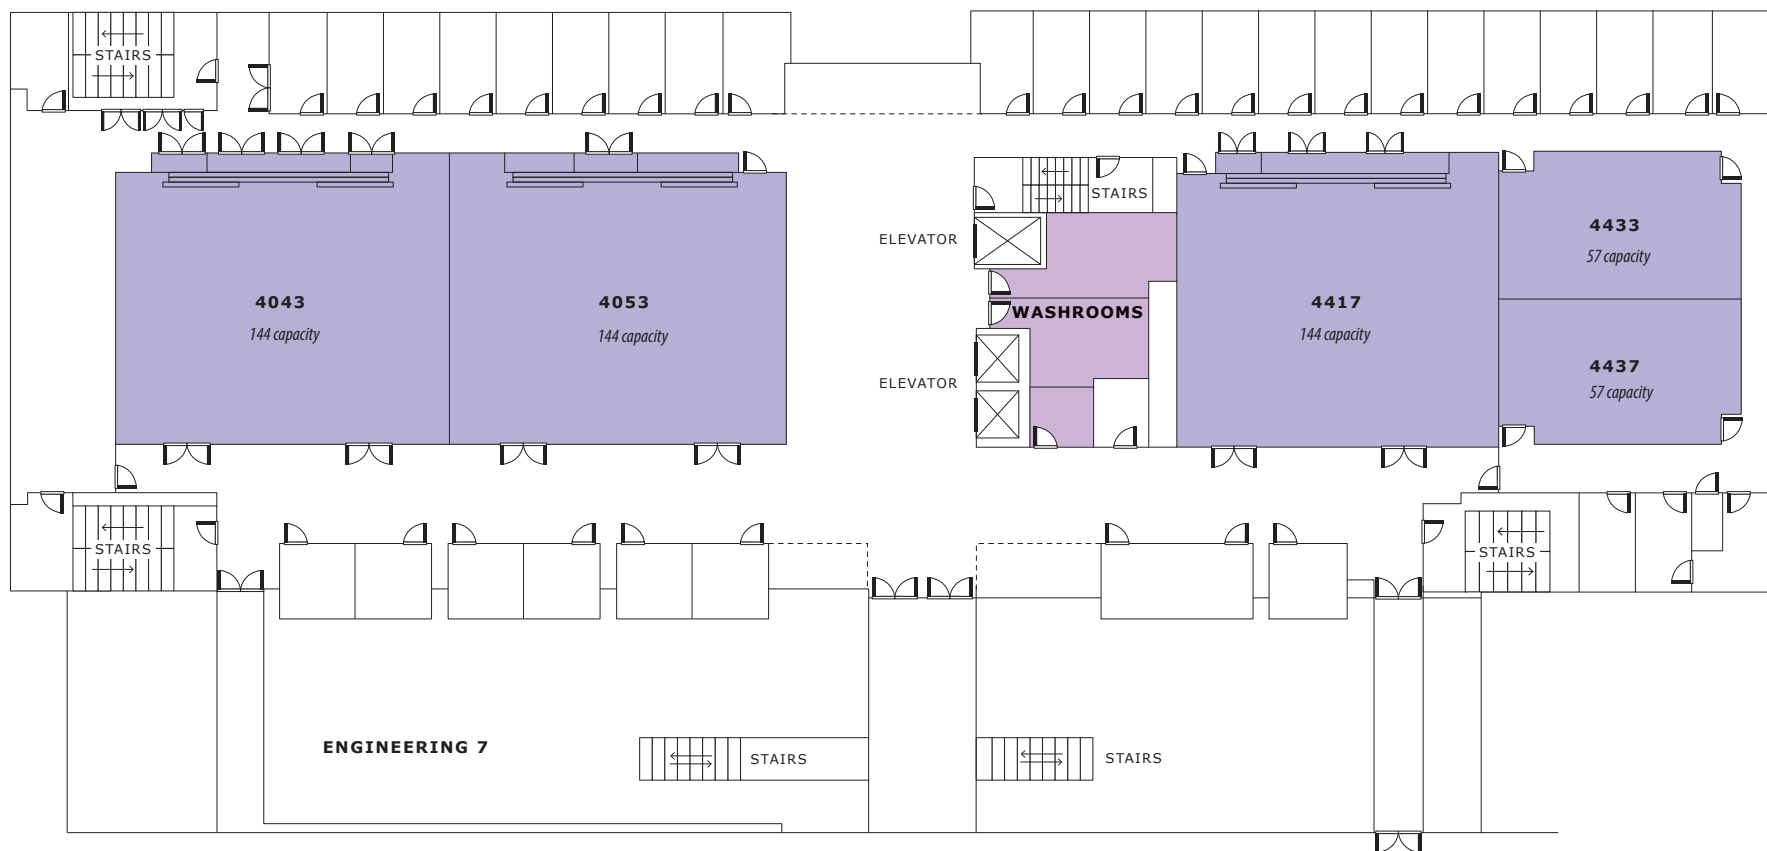 STAIRS
STAIRS
ELEVATOR
4433
57 capacity
4043
144 capacity
4053
144 capacity
WASHROOMS
4417
144 capacity
ELEVATOR
4437
57 capacity
STAIRS
STAIRS
ENGINEERING 7
STAIRS
STAIRS